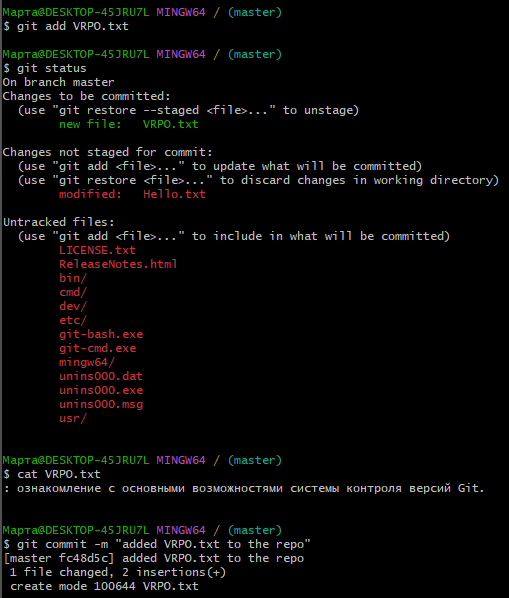 Марта@DESKTOP-45JRU7L MINGW64 / (master)
$ git add VRPO.txt
Марта@DESKTOP-45JRU7L MINGW64 / (master)
$ git status
On branch master
Changes to be committed:
  (use "git restore --staged <file>..." to unstage)
        new file:   VRPO.txt
Changes not staged for commit:
  (use "git add <file>..." to update what will be committed)
  (use "git restore <file>..." to discard changes in working directory)
        modified:   Hello.txt
Untracked files:
  (use "git add <file>..." to include in what will be committed)
        LICENSE.txt
        ReleaseNotes.html
        bin/
        cmd/
        dev/
        etc/
        git-bash.exe
        git-cmd.exe
        mingw64/
        unins000.dat
        unins000.exe
        unins000.msg
        usr/
Марта@DESKTOP-45JRU7L MINGW64 / (master)
$ cat VRPO.txt
: ознакомление с основными возможностями системы контроля версий Git.
Марта@DESKTOP-45JRU7L MINGW64 / (master)
$ git commit -m "added VRPO.txt to the repo"
[master fc48d5c] added VRPO.txt to the repo
 1 file changed, 2 insertions(+)
 create mode 100644 VRPO.txt